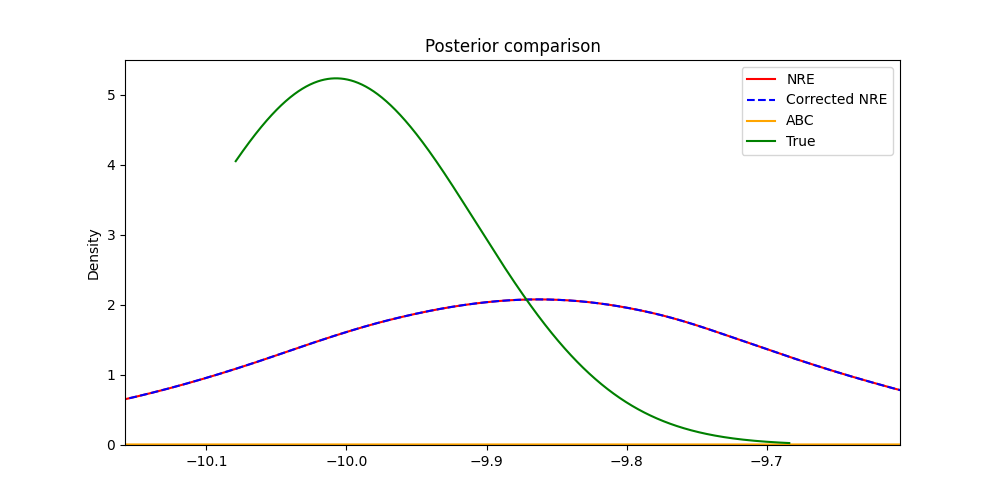 Posterior comparison
NRE
Corrected NRE
ABC
True
Density
5
4
3
2
1
0
−10.1
−10.0
−9.9
−9.8
−9.7